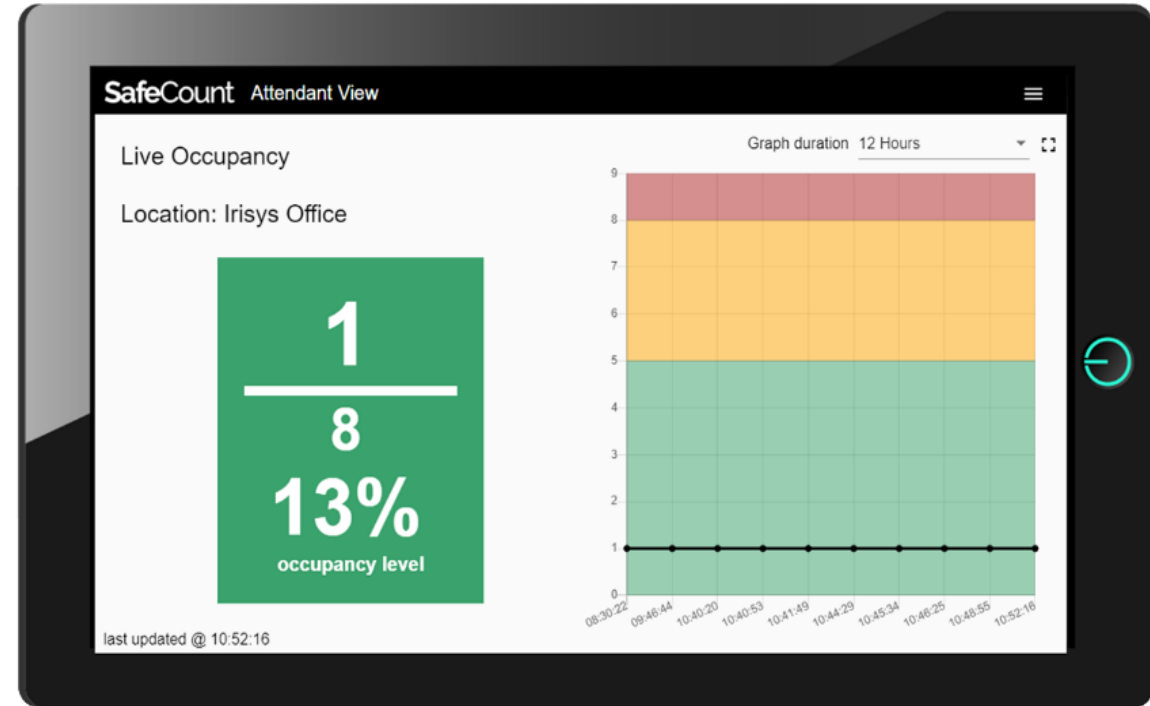 SafeCount Attendant View
Live Occupancy
Location: Irisys Office
1
8
13%
occupancy level
last updated @ 10:52:16
Graph duration 12 Hours
9
8
7
6
5
4
3
2
1
0
08:30:22 09:46:44 10:40:20 10:40:53 10:41:49 10:44:29 10:45:34 10:46:25 10:48:55 10:52:16